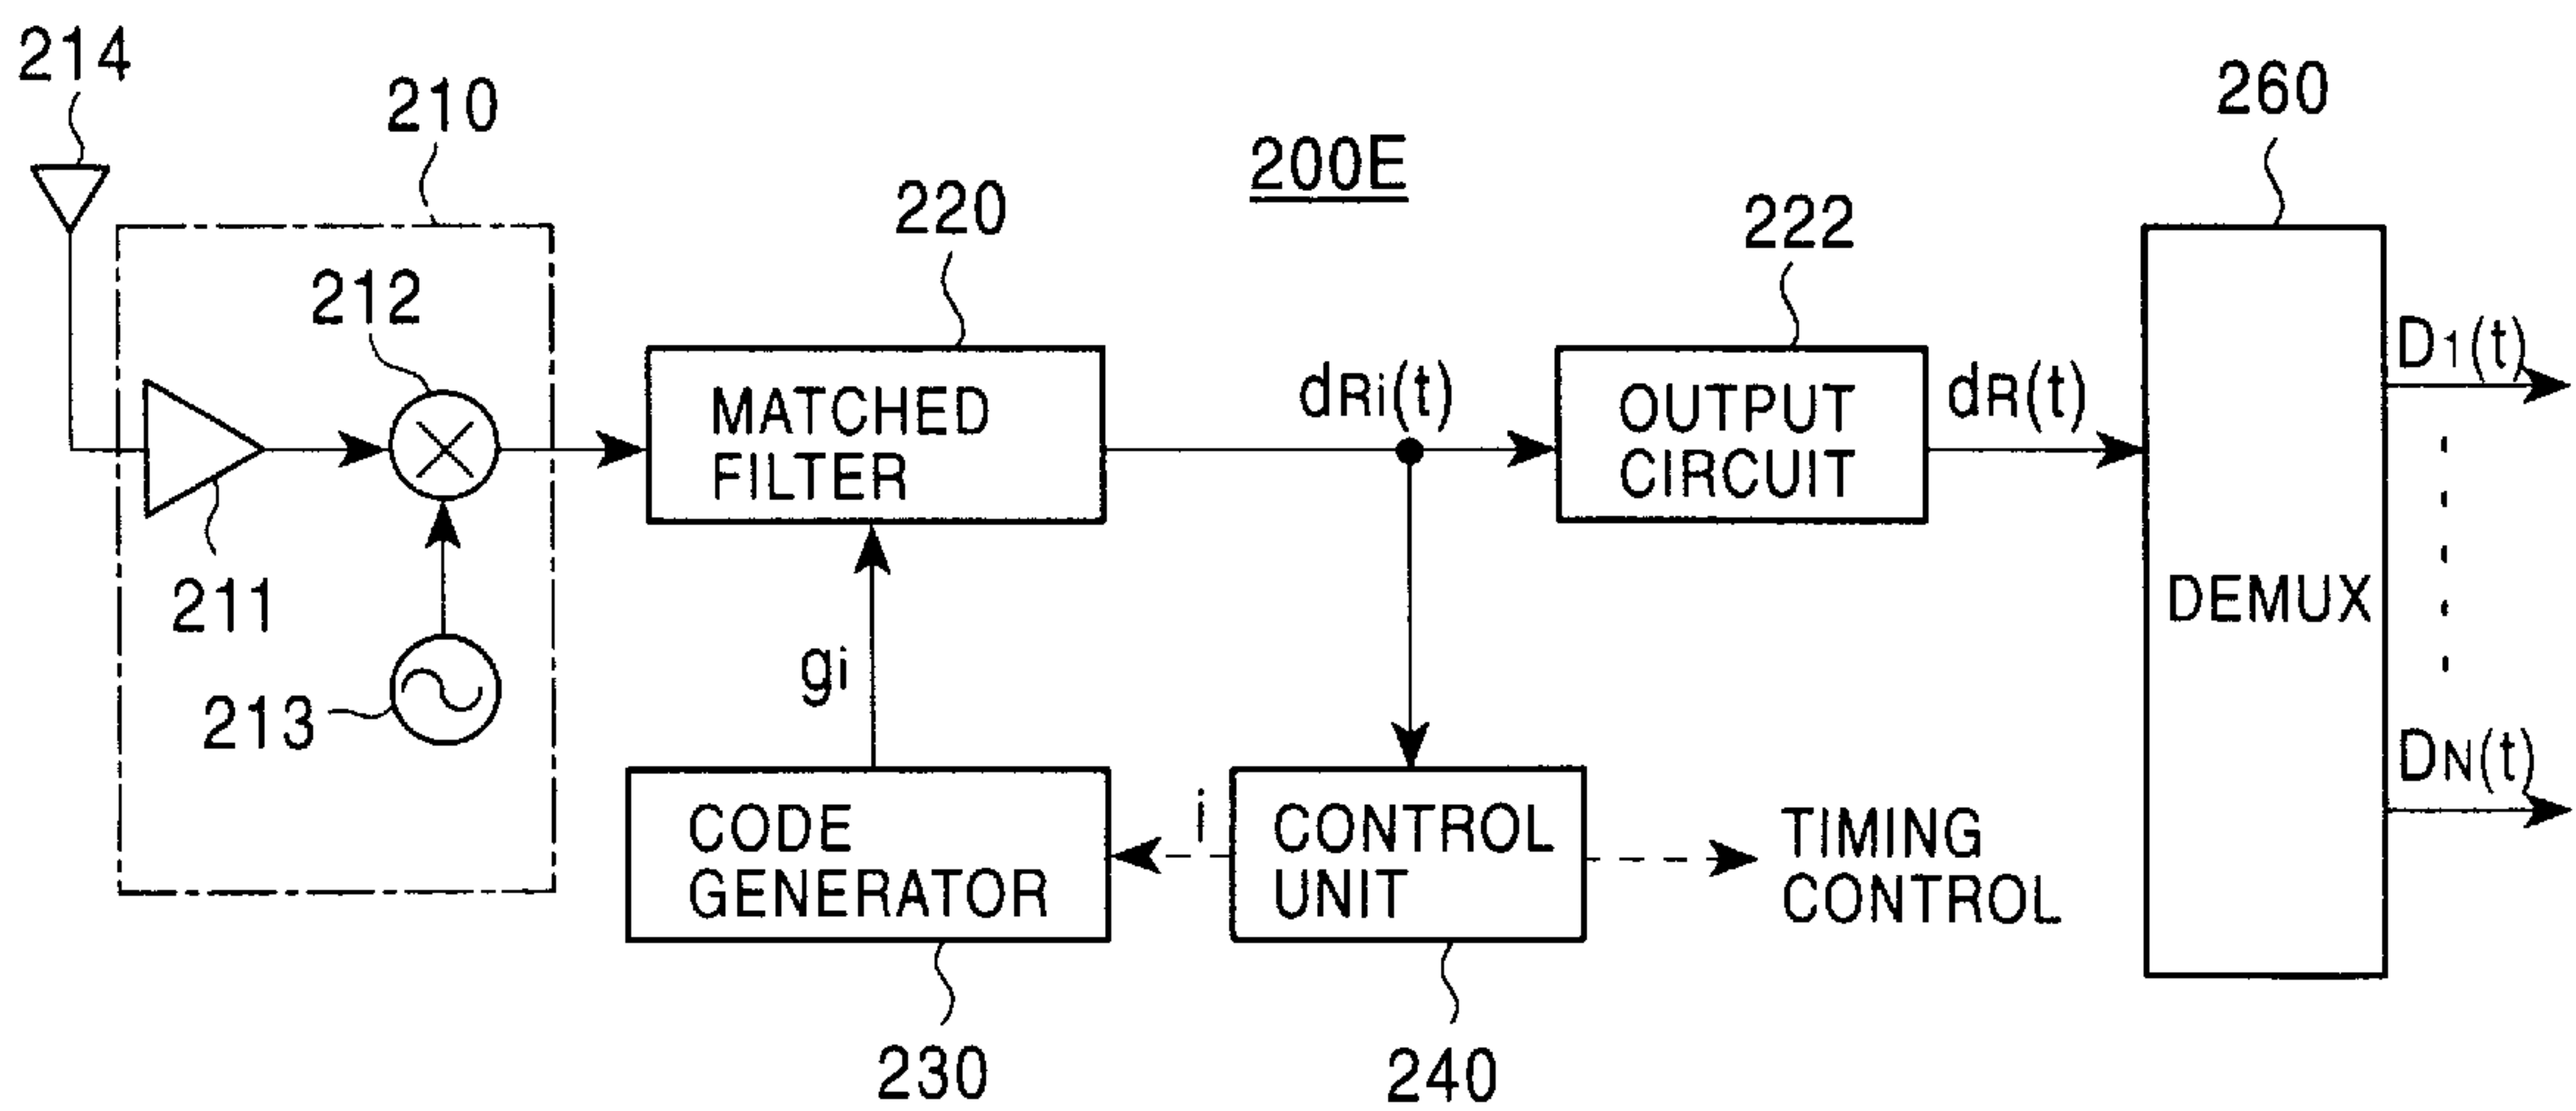 214
210
200E
260
220
222
212
D1(t)
MATCHED
FILTER
dRi(t)
OUTPUT
CIRCUIT
dR(t)
211
DEMUX
213
gi
DN(t)
CODE
GENERATOR
i
CONTROL
UNIT
TIMING
CONTROL
230
240